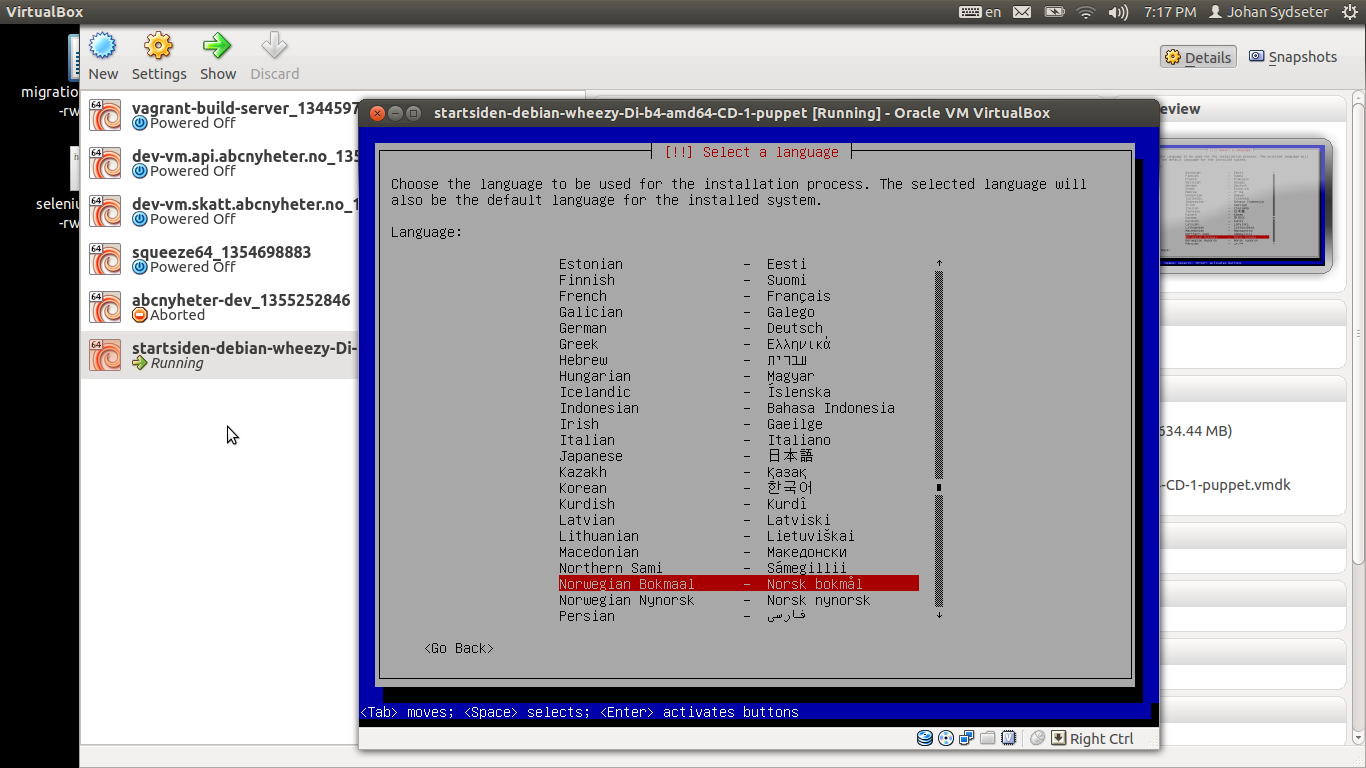 VirtualBox
en
7:17 PM
Johan Sydseter
migratio
-rw
seleniu
-rw
New
Settings
Show
Discard
Details
Snapshots
64
vagrant-build-server_1344597
Powered Off
64
dev-vm.api.abcnyheter.no_135
Powered Off
64
dev-vm.skatt.abcnyheter.no_1
Powered Off
64
squeeze64_1354698883
Powered Off
64
abcnyheter-dev_1355252846
Aborted
64
startsiden-debian-wheezy-Di-
Running
startsiden-debian-wheezy-Di-b4-amd64-CD-1-puppet [Running] - Oracle VM VirtualBox
[!!] Select a language
Choose the language to be used for the installation process. The selected language will
also be the default language for the installed system.
Language:
Estonian - Eesti
Finnish - Suomi
French - Français
Galician - Galego
German - Deutsch
Greek - Ελληνικά
Hebrew - עברית
Hungarian - Magyar
Icelandic - Íslenska
Indonesian - Bahasa Indonesia
Irish - Gaeilge
Italian - Italiano
Japanese - 日本語
Kazakh - Қазақ
Korean - 한국어
Kurdish - Kurdî
Latvian - Latviski
Lithuanian - Lietuviškai
Macedonian - Македонски
Northern Sami - Sámegillii
Norwegian Bokmaal - Norsk bokmål
Norwegian Nynorsk - Norsk nynorsk
Persian - فارسی
<Go Back>
<Tab> moves; <Space> selects; <Enter> activates buttons
Right Ctrl
eview
634.44 MB)
-CD-1-puppet.vmdk